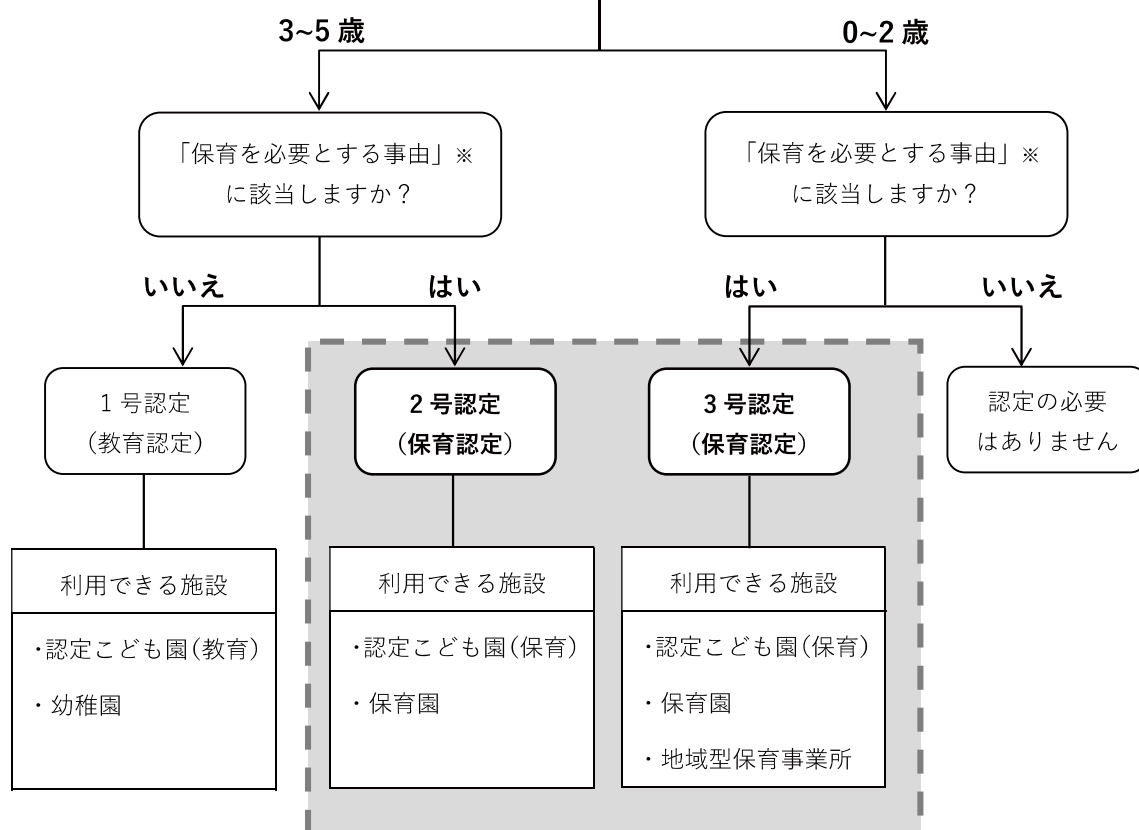 3~5 歳
0~2 歳
「保育を必要とする事由」※
に該当しますか？
「保育を必要とする事由」※
に該当しますか？
いいえ
はい
はい
いいえ
1 号認定
(教育認定)
2 号認定
(保育認定)
3 号認定
(保育認定)
認定の必要
はありません
利用できる施設
・認定こども園(教育)
・幼稚園
利用できる施設
・認定こども園(保育)
・保育園
利用できる施設
・認定こども園(保育)
・保育園
・地域型保育事業所